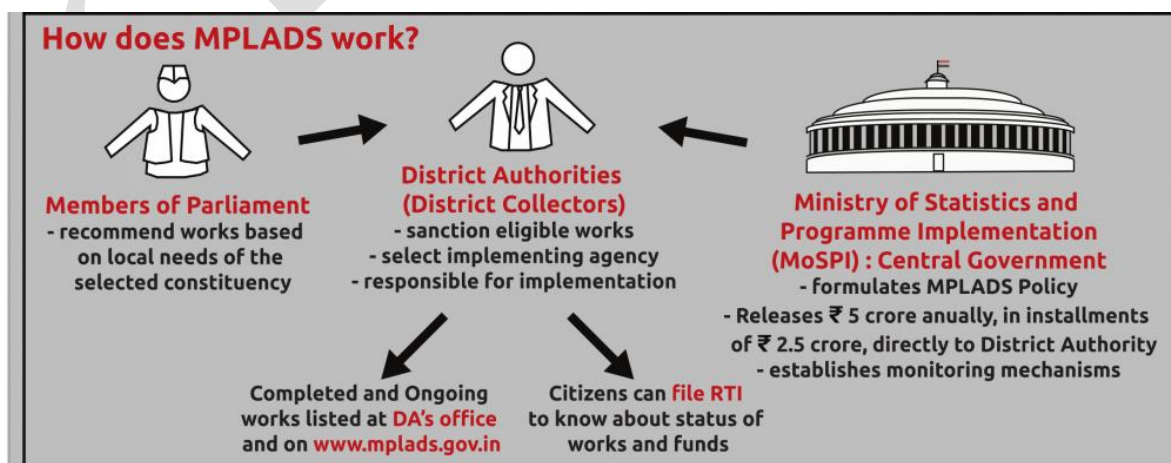 How does MPLADS work?
Members of Parliament
- recommend works based
on local needs of the
selected constituency
District Authorities
(District Collectors)
- sanction eligible works
- select implementing agency
- responsible for implementation
Ministry of Statistics and
Programme Implementation
(MoSPI) : Central Government
- formulates MPLADS Policy
- Releases ₹ 5 crore anually, in installments
of ₹ 2.5 crore, directly to District Authority
- establishes monitoring mechanisms
Completed and Ongoing
works listed at DA's office
and on www.mplads.gov.in
Citizens can file RTI
to know about status of
works and funds